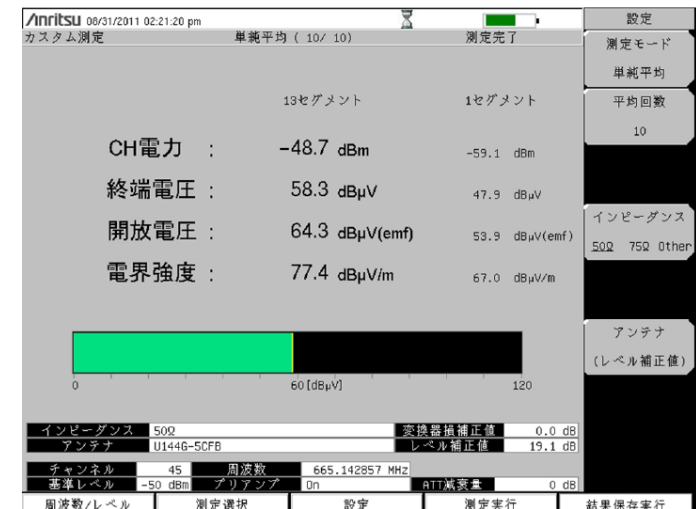 Anritsu 08/31/2011 02:21:20 pm
設定
カスタム測定 単純平均 ( 10/ 10) 測定完了
測定モード
単純平均
13セグメント 1セグメント
平均回数
10
CH電力 : -48.7 dBm -59.1 dBm
終端電圧 : 58.3 dBµV 47.9 dBµV
開放電圧 : 64.3 dBµV(emf) 53.9 dBµV(emf)
インピーダンス
50Ω 75Ω Other
電界強度 : 77.4 dBµV/m 67.0 dBµV/m
アンテナ
(レベル補正値)
0 60[dBµV] 120
インピーダンス 50Ω 変換器損補正値 0.0 dB
アンテナ U144G-5CFB レベル補正値 19.1 dB
チャンネル 45 周波数 665.142857 MHz
基準レベル -50 dBm プリアンプ On ATT減衰量 0 dB
周波数/レベル 測定選択 設定 測定実行 結果保存実行